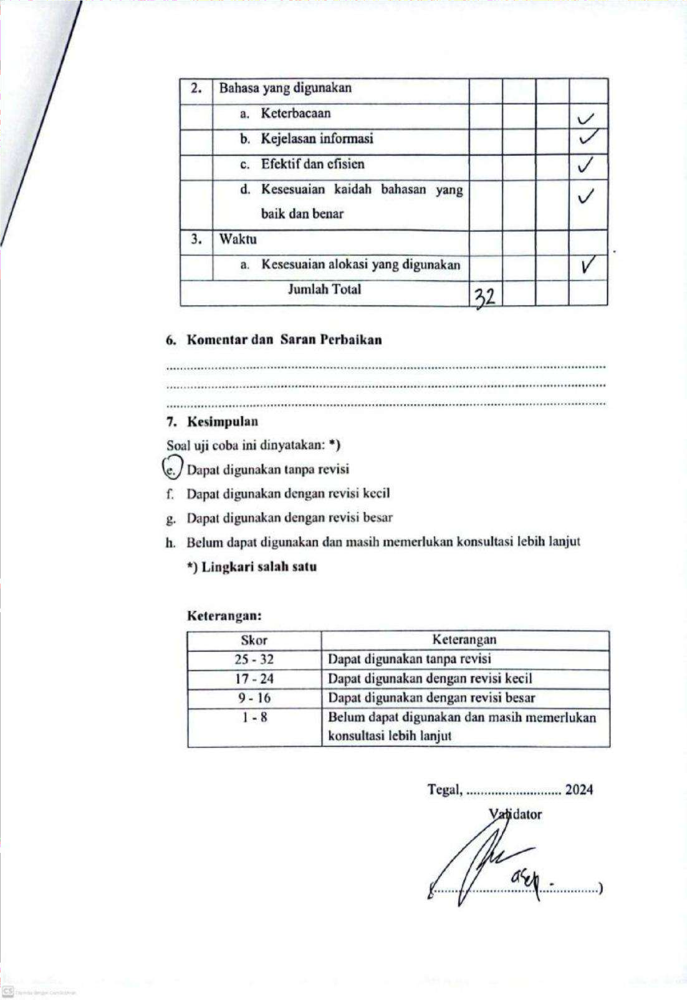 2. Bahasa yang digunakan
a. Keterbacaan ✓
b. Kejelasan informasi ✓
c. Efektif dan efisien ✓
d. Kesesuaian kaidah bahasan yang
baik dan benar ✓
3. Waktu
a. Kesesuaian alokasi yang digunakan ✓
Jumlah Total 32
6. Komentar dan Saran Perbaikan
7. Kesimpulan
Soal uji coba ini dinyatakan: *)
e. Dapat digunakan tanpa revisi
f. Dapat digunakan dengan revisi kecil
g. Dapat digunakan dengan revisi besar
h. Belum dapat digunakan dan masih memerlukan konsultasi lebih lanjut
*) Lingkari salah satu
Keterangan:
Skor Keterangan
25 - 32 Dapat digunakan tanpa revisi
17 - 24 Dapat digunakan dengan revisi kecil
9 - 16 Dapat digunakan dengan revisi besar
1 - 8 Belum dapat digunakan dan masih memerlukan
konsultasi lebih lanjut
Tegal, ........................... 2024
Validator
(.................................................)
CS